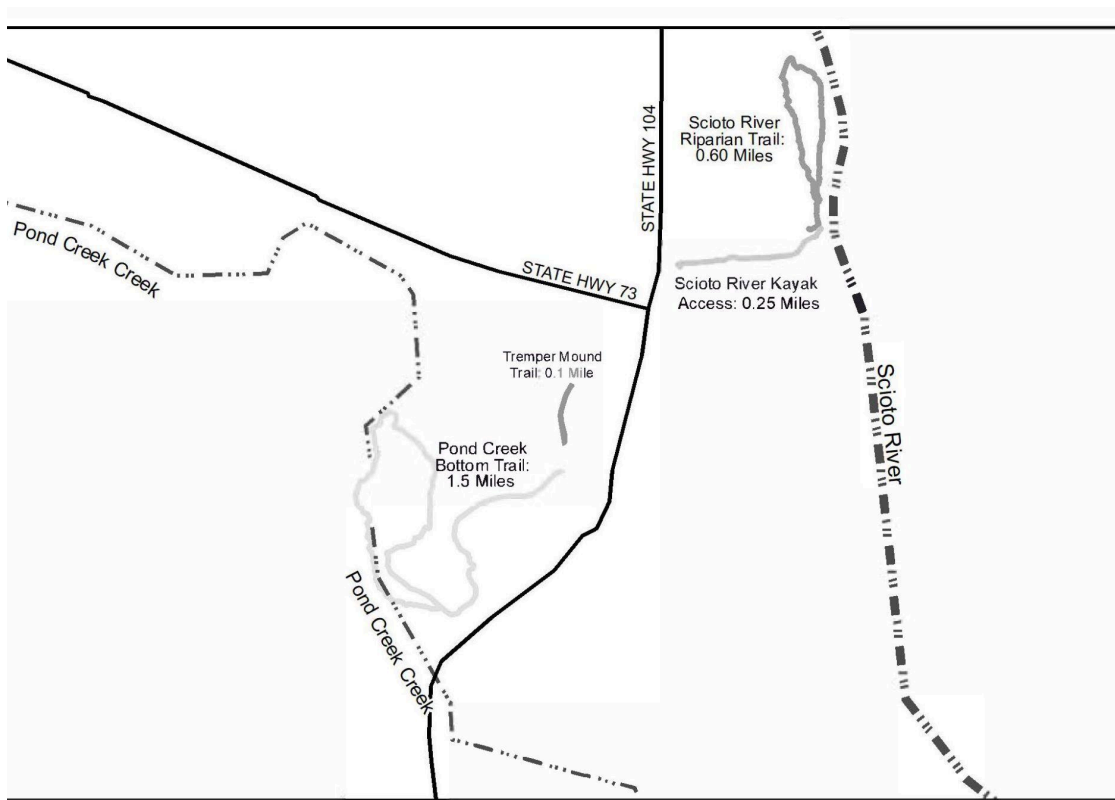 Scioto River
Riparian Trail:
0.60 Miles
STATE HWY 104
Pond Creek Creek
STATE HWY 73
Scioto River Kayak
Access: 0.25 Miles
Tremper Mound
Trail: 0.1 Mile
Scioto River
Pond Creek
Bottom Trail:
1.5 Miles
Pond Creek Creek